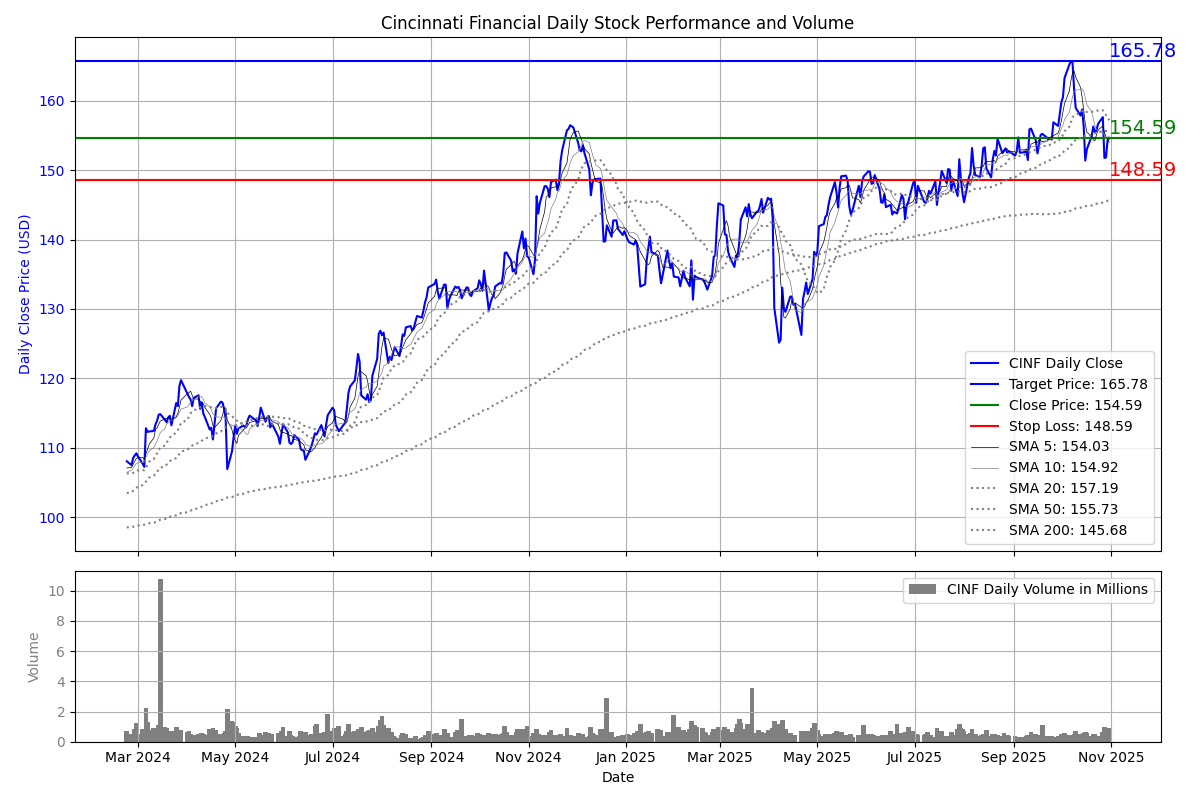 Cincinnati Financial Daily Stock Performance and Volume
165.78
154.59
148.59
160
150
140
130
120
110
100
Daily Close Price (USD)
CINF Daily Close
Target Price: 165.78
Close Price: 154.59
Stop Loss: 148.59
SMA 5: 154.03
SMA 10: 154.92
SMA 20: 157.19
SMA 50: 155.73
SMA 200: 145.68
10
8
6
4
2
0
Volume
CINF Daily Volume in Millions
Mar 2024
May 2024
Jul 2024
Sep 2024
Nov 2024
Jan 2025
Mar 2025
May 2025
Jul 2025
Sep 2025
Nov 2025
Date